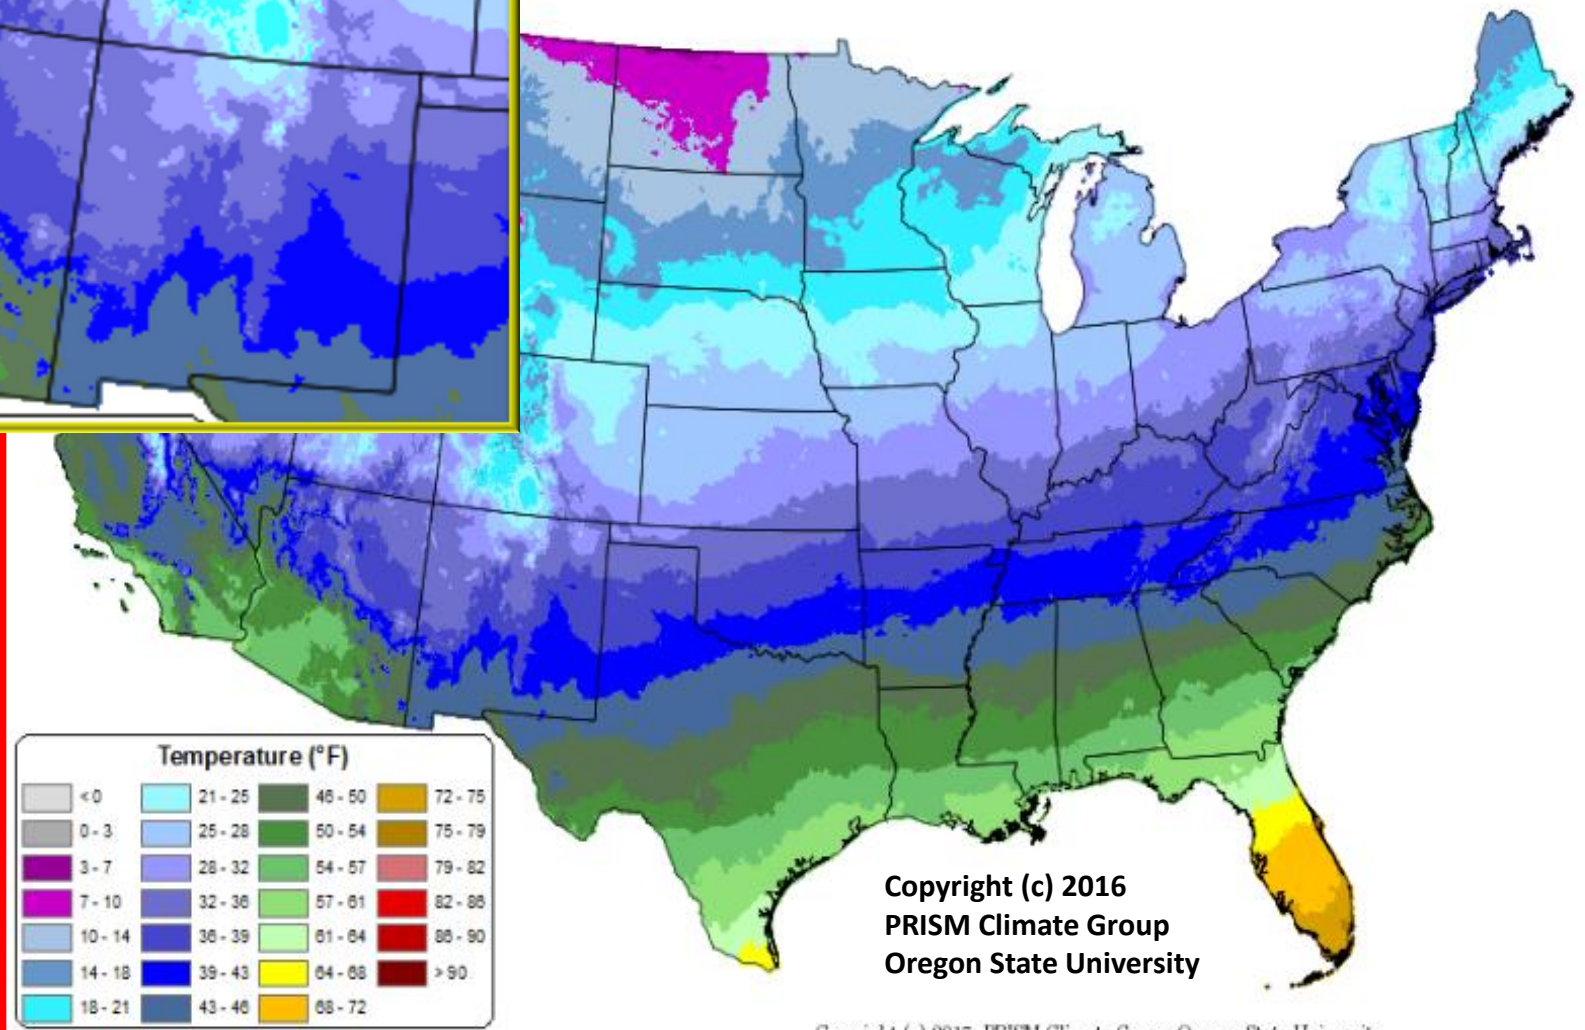 Temperature (°F)
< 0 21 - 25 46 - 50 72 - 75
0 - 3 25 - 28 50 - 54 75 - 79
3 - 7 28 - 32 54 - 57 79 - 82
7 - 10 32 - 36 57 - 61 82 - 86
10 - 14 36 - 39 61 - 64 86 - 90
14 - 18 39 - 43 64 - 68 > 90
18 - 21 43 - 46 68 - 72
Copyright (c) 2016
PRISM Climate Group
Oregon State University